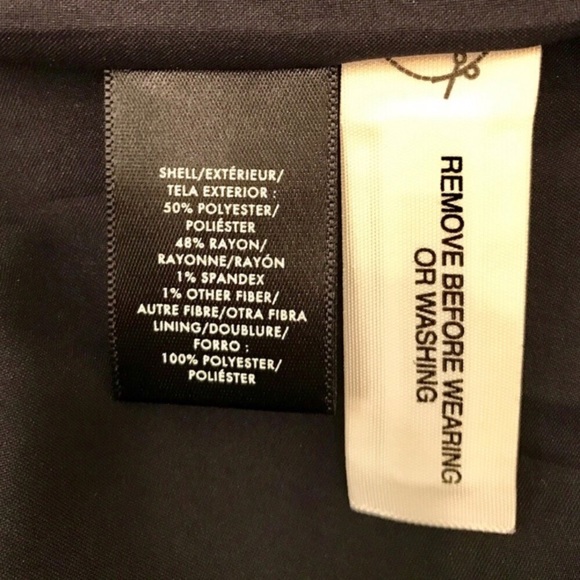 SHELL/EXTÉRIEUR/
TELA EXTERIOR :
50% POLYESTER/
POLIÉSTER
48% RAYON/
RAYONNE/RAYÓN
1% SPANDEX
1% OTHER FIBER/
AUTRE FIBRE/OTRA FIBRA
LINING/DOUBLURE/
FORRO :
100% POLYESTER/
POLIÉSTER
REMOVE BEFORE WEARING
OR WASHING